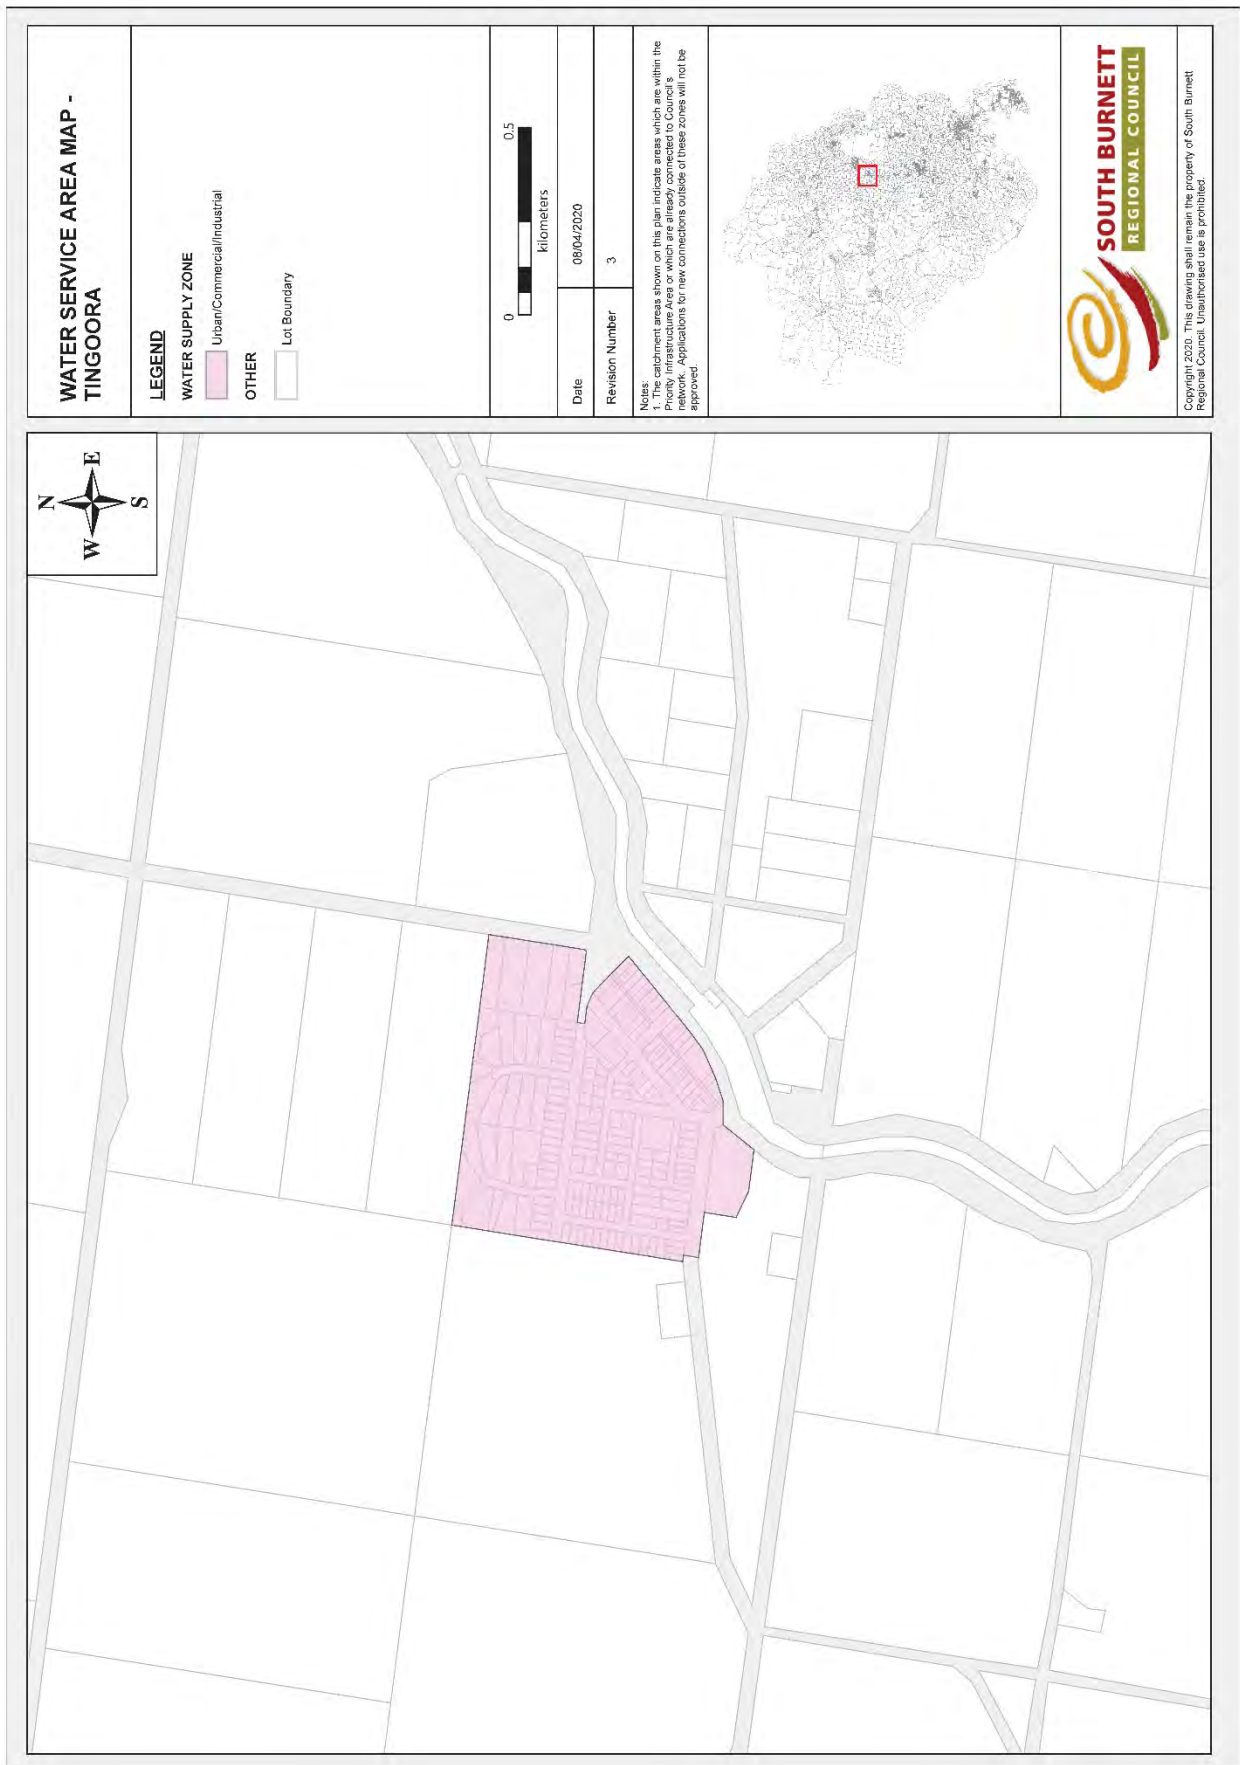 WATER SERVICE AREA MAP -
TINGOORA
LEGEND
WATER SUPPLY ZONE
Urban/Commercial/Industrial
OTHER
Lot Boundary
0 0.5
kilometers
Date 08/04/2020
Revision Number 3
Notes:
1. The catchment areas shown on this plan indicate areas which are within the
Priority Infrastructure Area or which are already connected to Council's
network. Applications for new connections outside of these zones will not be
approved.
SOUTH BURNETT
REGIONAL COUNCIL
Copyright 2020. This drawing shall remain the property of South Burnett
Regional Council. Unauthorised use is prohibited.
N
W E
S